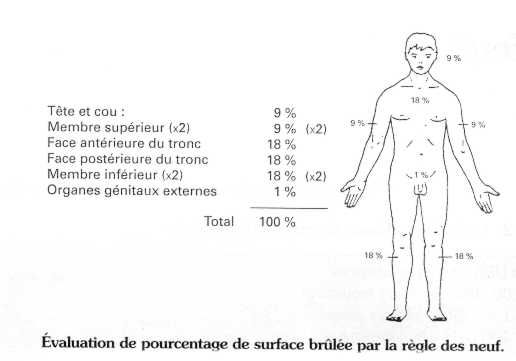 Tête et cou : 9 %
Membre supérieur (x2) 9 % (x2)
Face antérieure du tronc 18 %
Face postérieure du tronc 18 %
Membre inférieur (x2) 18 % (x2)
Organes génitaux externes 1 %
Total 100 %
9 %
18 %
9 % 9 %
1 %
18 % 18 %
Évaluation de pourcentage de surface brûlée par la règle des neuf.